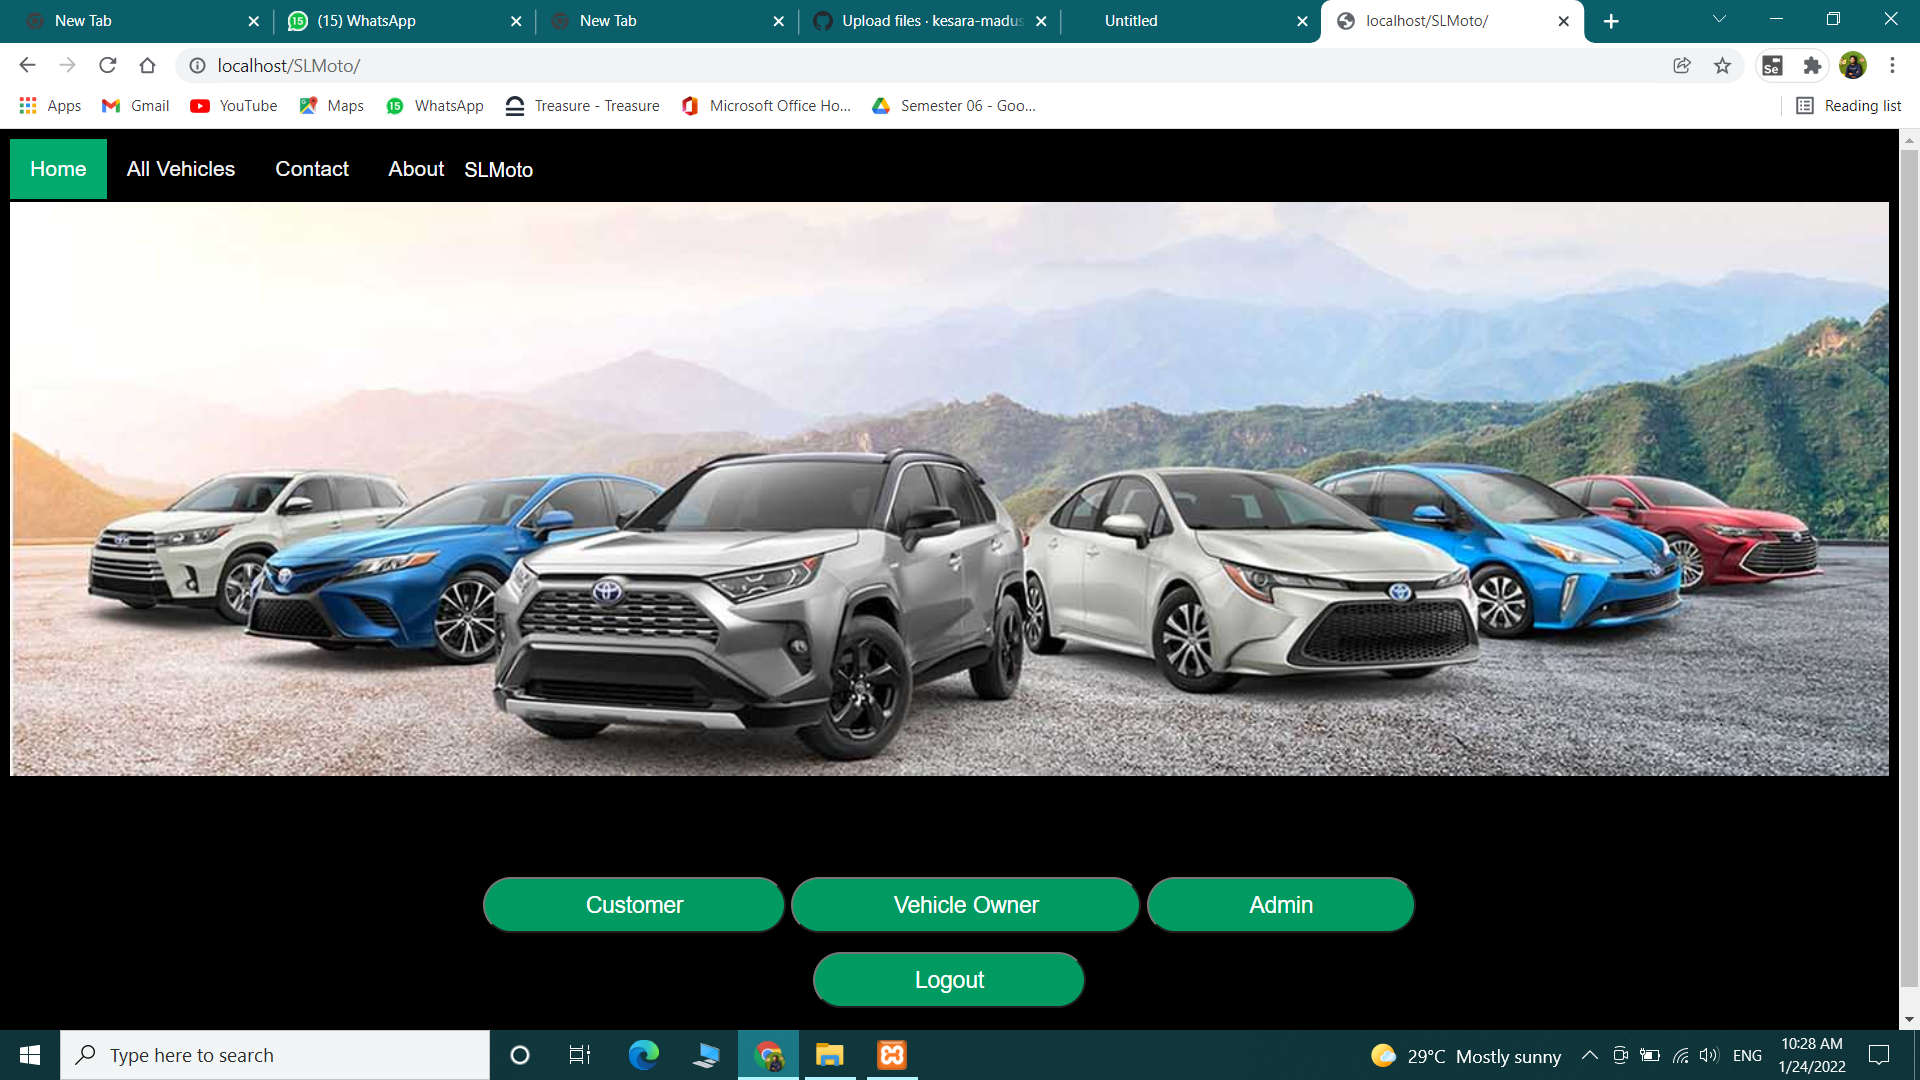 New Tab
(15) WhatsApp
New Tab
Upload files · kesara-madus
Untitled
localhost/SLMoto/
localhost/SLMoto/
Se
Apps
Gmail
YouTube
Maps
15
WhatsApp
Treasure - Treasure
Microsoft Office Ho...
Semester 06 - Goo...
Reading list
Home
All Vehicles
Contact
About
SLMoto
Customer
Vehicle Owner
Admin
Logout
Type here to search
29°C Mostly sunny
ENG
10:28 AM
1/24/2022